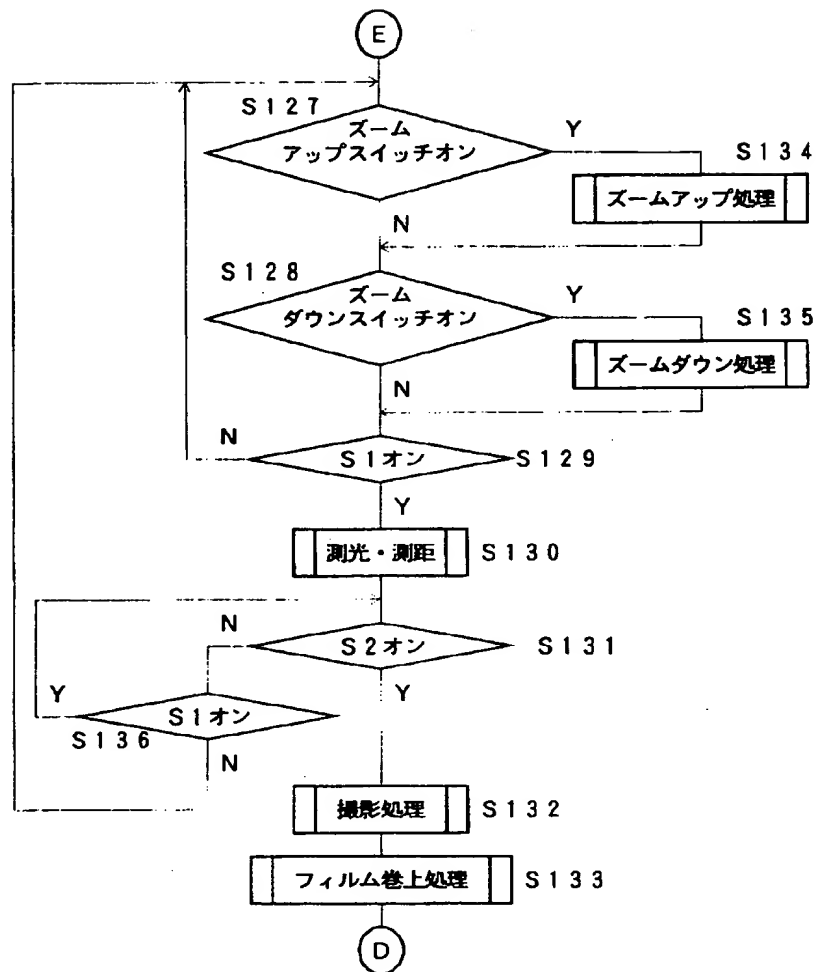 E
S127
ズーム
アップスイッチオン
Y
S134
ズームアップ処理
N
S128
ズーム
ダウンスイッチオン
Y
S135
ズームダウン処理
N
N
S1オン
S129
Y
測光・測距
S130
N
S2オン
S131
Y
Y
S1オン
S136
N
撮影処理
S132
フィルム巻上処理
S133
D